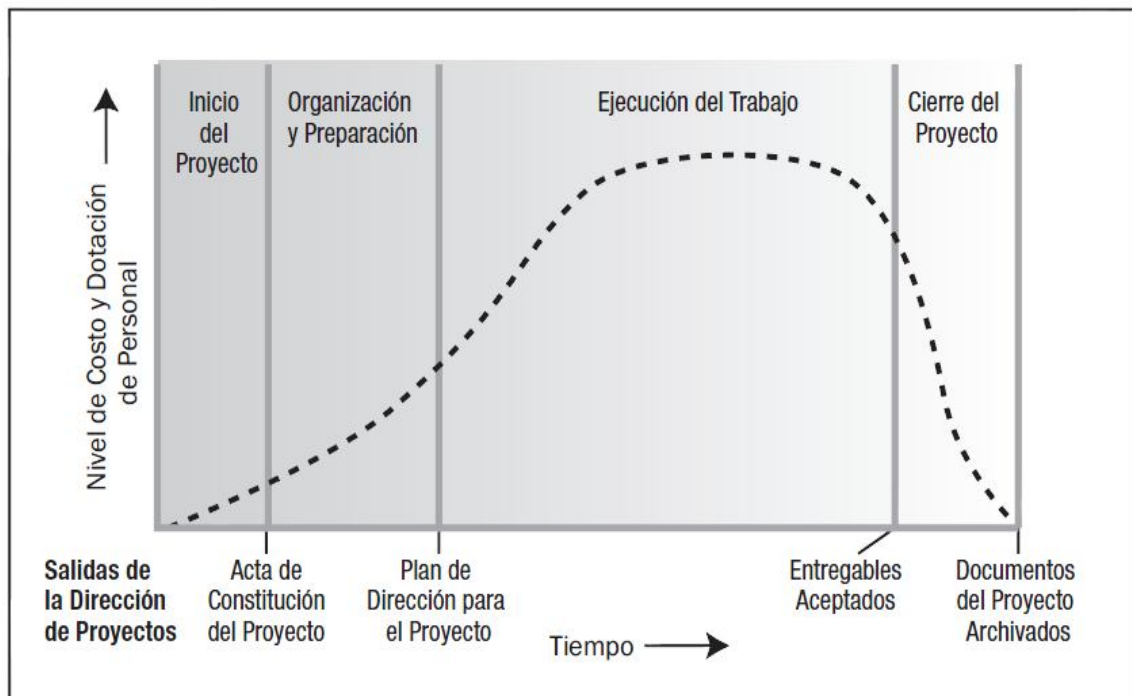 Inicio
del
Proyecto
Organización
y Preparación
Ejecución del Trabajo
Cierre del
Proyecto
Nivel de Costo y Dotación
de Personal
Salidas de
la Dirección
de Proyectos
Acta de
Constitución
del Proyecto
Plan de
Dirección para
el Proyecto
Entregables
Aceptados
Documentos
del Proyecto
Archivados
Tiempo